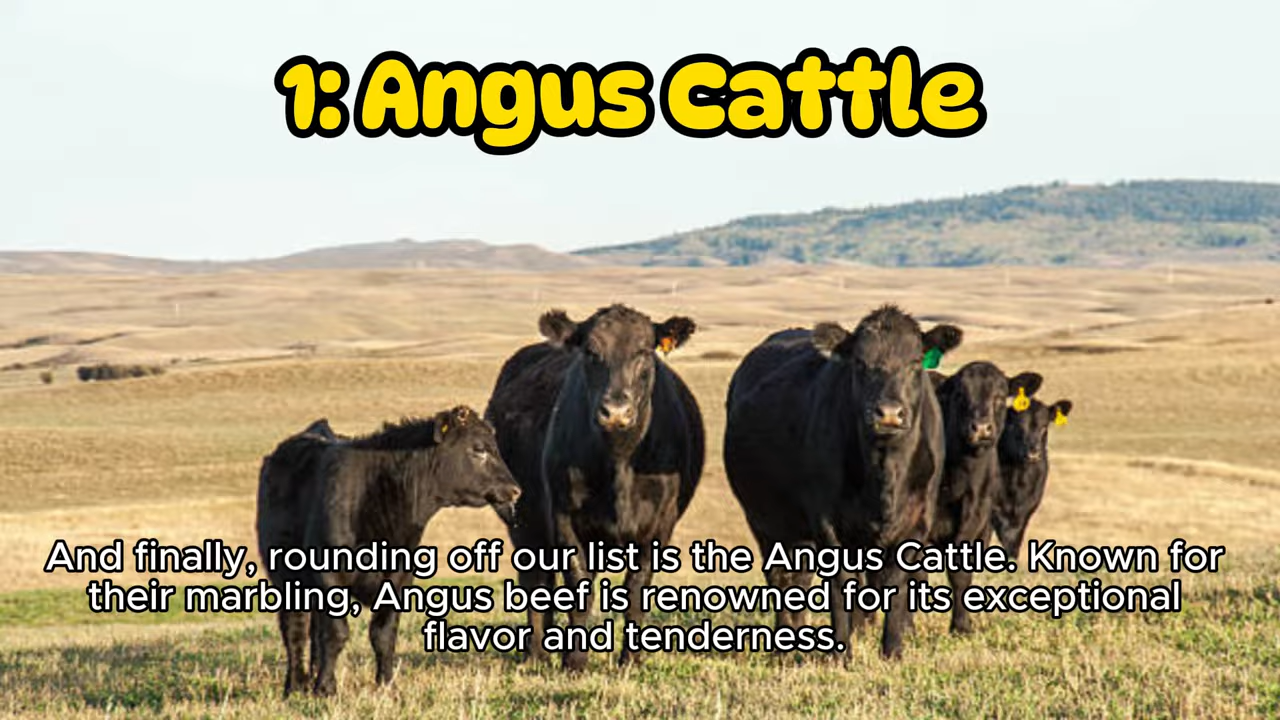 1: Angus Cattle
And finally, rounding off our list is the Angus Cattle. Known for
their marbling, Angus beef is renowned for its exceptional
flavor and tenderness.